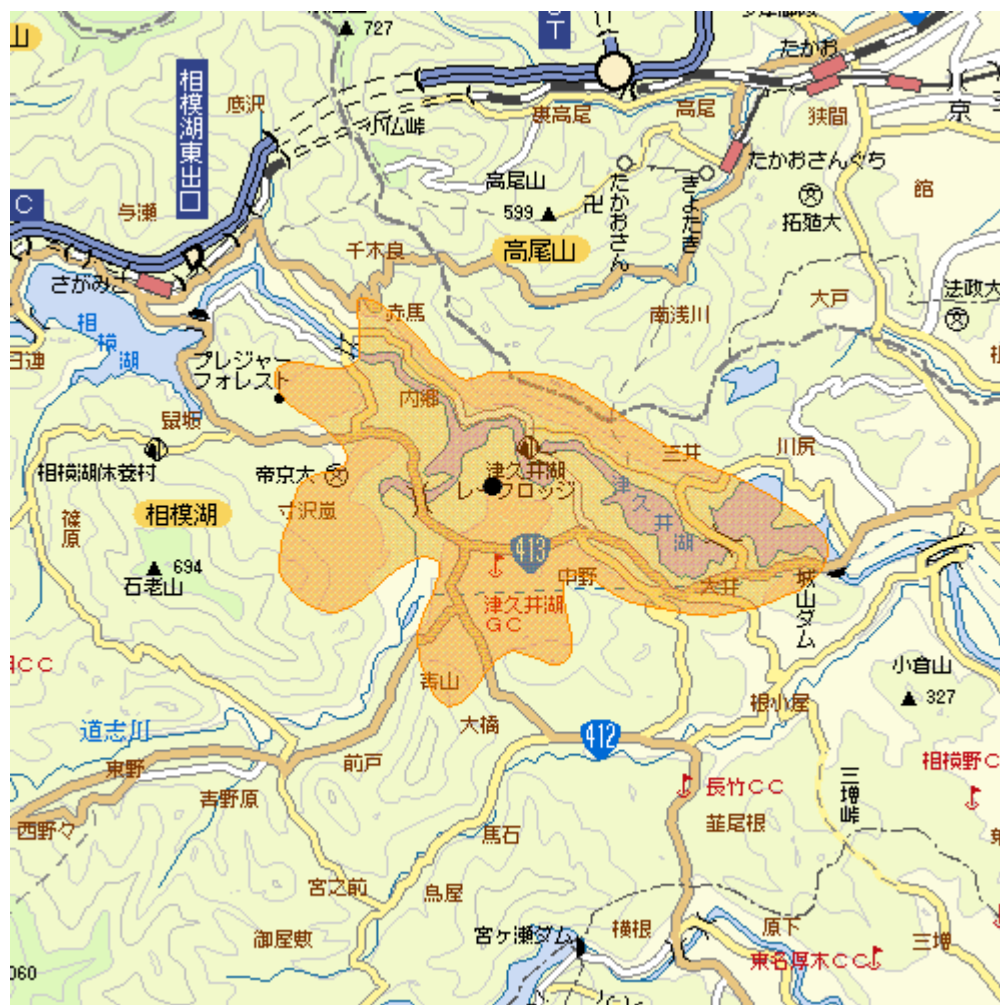 山
727
たかお
相模湖東出口
底沢
小仏峠
裏高尾
高尾
狭間
京
たかおさんぐち
高尾山
599
卍
たかおさん
きよたき
拓殖大
館
C
与瀬
千木良
高尾山
さがみこ
南浅川
大戸
法政大
相模湖
赤馬
日連
プレジャー
フォレスト
内郷
鼠坂
三井
川尻
相模湖休養村
帝京大
津久井湖
レークロッジ
津久井湖
相模湖
寸沢嵐
篠原
694
石老山
413
中野
太井
城山ダム
津久井湖
GC
CC
青山
小倉山
327
根小屋
道志川
大橋
412
東野
前戸
相模野C
青野原
長竹CC
三増峠
西野々
馬石
韮尾根
宮之前
鳥屋
御屋敷
宮ヶ瀬ダム
横根
原下
三増
東名厚木CC
060